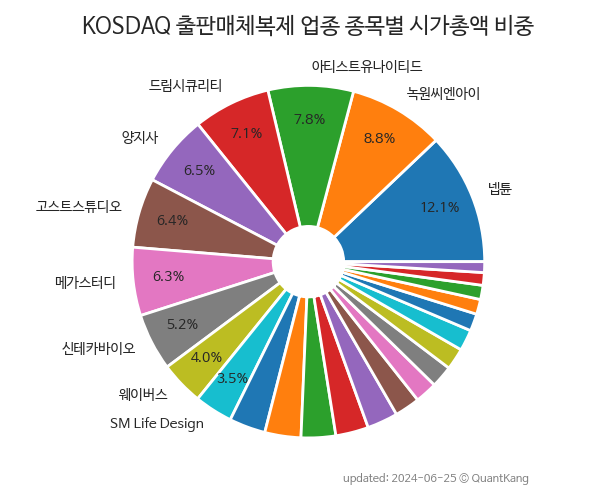 KOSDAQ 출판매체복제 업종 종목별 시가총액 비중
아티스트유나이티드
드림시큐리티
녹원씨엔아이
7.8%
7.1%
8.8%
양지사
6.5%
넵튠
12.1%
고스트스튜디오
6.4%
메가스터디
6.3%
5.2%
신테카바이오
4.0%
3.5%
웨이버스
SM Life Design
updated: 2024-06-25 © QuantKang